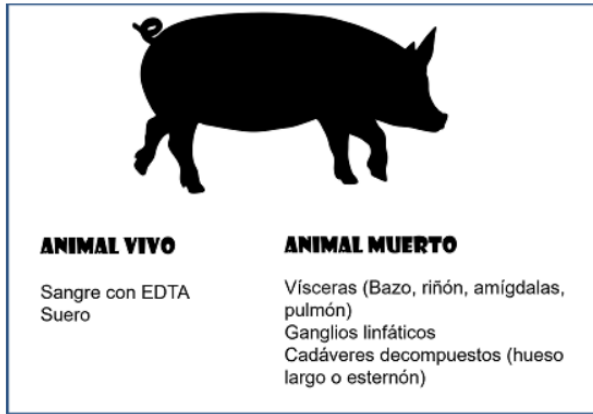 ANIMAL VIVO
Sangre con EDTA
Suero
ANIMAL MUERTO
Vísceras (Bazo, riñón, amígdalas,
pulmón)
Ganglios linfáticos
Cadáveres decompuestos (hueso
largo o esternón)